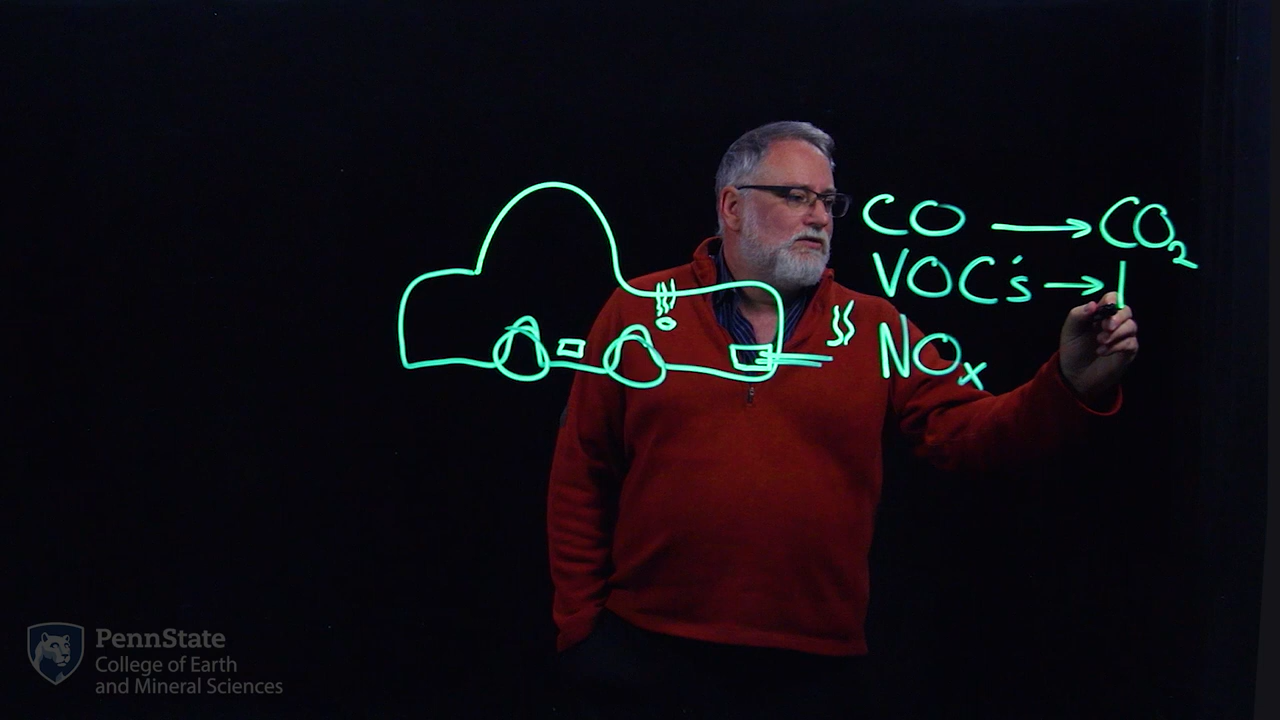 CO → CO₂
VOC's →
NOx
PennState
College of Earth
and Mineral Sciences